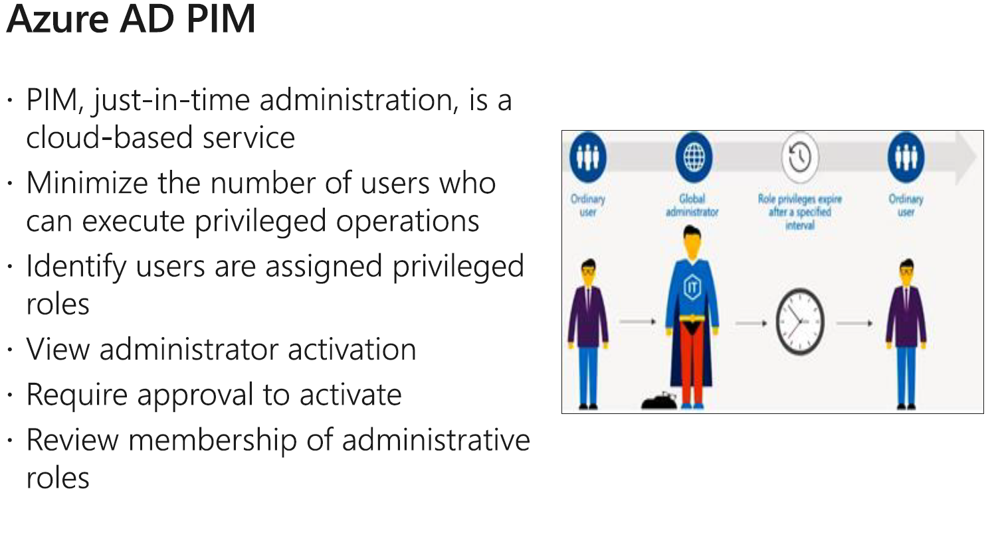 Azure AD PIM
· PIM, just-in-time administration, is a
cloud-based service
· Minimize the number of users who
can execute privileged operations
· Identify users are assigned privileged
roles
· View administrator activation
· Require approval to activate
· Review membership of administrative
roles
Ordinary
user
Global
administrator
Role privileges expire
after a specified
interval
Ordinary
user
IT